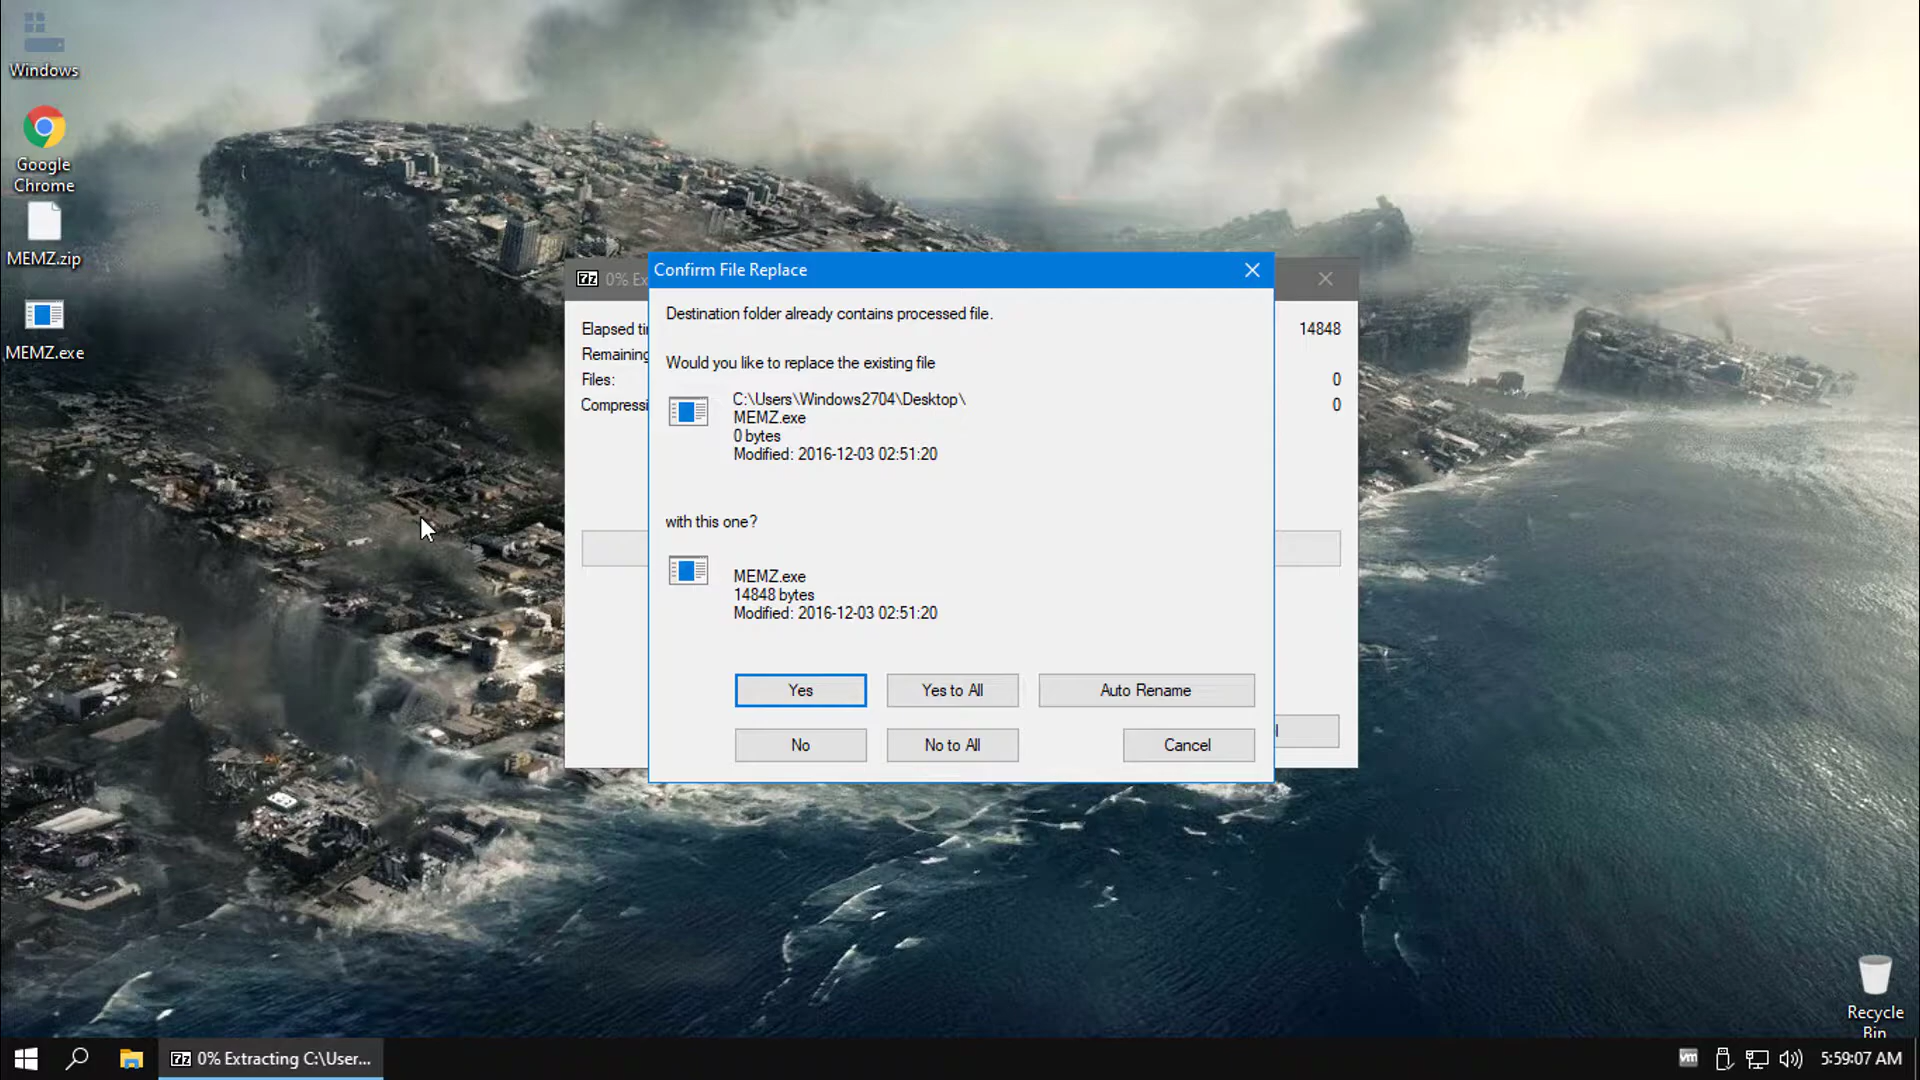 Windows
Google
Chrome
MEMZ.zip
MEMZ.exe
7z 0% Ex
Elapsed ti
14848
Remaining
Files:
0
Compressi
0
Confirm File Replace
Destination folder already contains processed file.
Would you like to replace the existing file
C:\Users\Windows2704\Desktop\
MEMZ.exe
0 bytes
Modified: 2016-12-03 02:51:20
with this one?
MEMZ.exe
14848 bytes
Modified: 2016-12-03 02:51:20
Yes
Yes to All
Auto Rename
No
No to All
Cancel
l
Recycle
Bin
7z 0% Extracting C:\User...
vm
5:59:07 AM